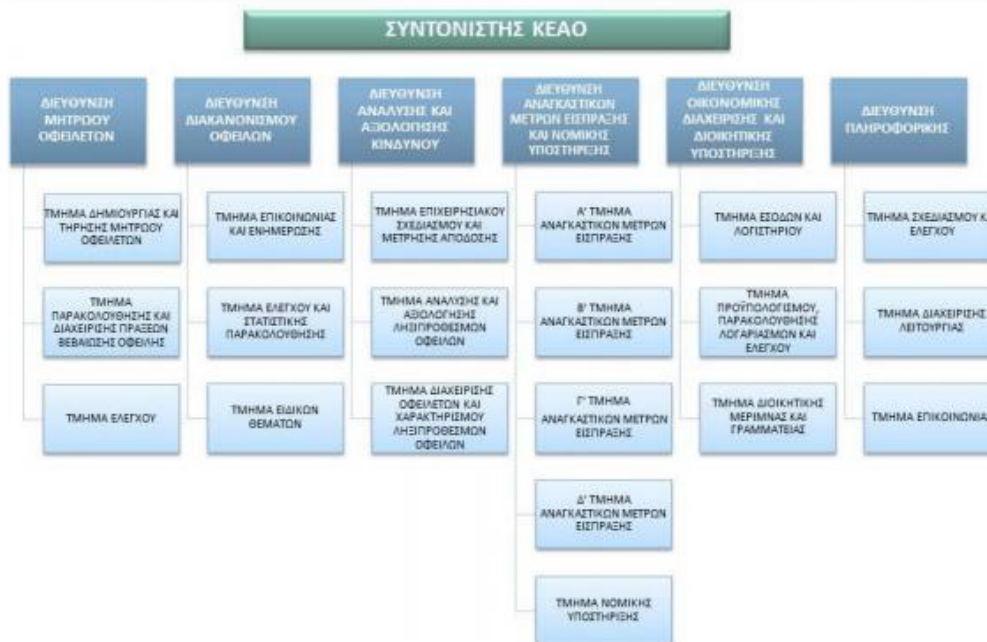 ΣΥΝΤΟΝΙΣΤΗΣ ΚΕΑΟ
ΔΙΕΥΘΥΝΣΗ
ΜΗΤΡΩΟΥ
ΟΦΕΙΛΕΤΩΝ
ΤΜΗΜΑ ΔΗΜΙΟΥΡΓΙΑΣ ΚΑΙ
ΤΗΡΗΣΗΣ ΜΗΤΡΩΟΥ
ΟΦΕΙΛΕΤΩΝ
ΤΜΗΜΑ
ΠΑΡΑΚΟΛΟΥΘΗΣΗΣ ΚΑΙ
ΔΙΑΧΕΙΡΙΣΗΣ ΠΡΑΞΕΩΝ
ΒΕΒΑΙΩΣΗΣ ΟΦΕΙΛΗΣ
ΤΜΗΜΑ ΕΛΕΓΧΟΥ
ΔΙΕΥΘΥΝΣΗ
ΔΙΑΚΑΝΟΝΙΣΜΟΥ
ΟΦΕΙΛΩΝ
ΤΜΗΜΑ ΕΠΙΚΟΙΝΩΝΙΑΣ
ΚΑΙ ΕΝΗΜΕΡΩΣΗΣ
ΤΜΗΜΑ ΕΛΕΓΧΟΥ ΚΑΙ
ΣΤΑΤΙΣΤΙΚΗΣ
ΠΑΡΑΚΟΛΟΥΘΗΣΗΣ
ΤΜΗΜΑ ΕΙΔΙΚΩΝ
ΘΕΜΑΤΩΝ
ΔΙΕΥΘΥΝΣΗ
ΑΝΑΛΥΣΗΣ ΚΑΙ
ΑΞΙΟΛΟΓΗΣΗΣ
ΚΙΝΔΥΝΟΥ
ΤΜΗΜΑ ΕΠΙΧΕΙΡΗΣΙΑΚΟΥ
ΣΧΕΔΙΑΣΜΟΥ ΚΑΙ
ΜΕΤΡΗΣΗΣ ΑΠΟΔΟΣΗΣ
ΤΜΗΜΑ ΑΝΑΛΥΣΗΣ ΚΑΙ
ΑΞΙΟΛΟΓΗΣΗΣ
ΛΗΞΙΠΡΟΘΕΣΜΩΝ
ΟΦΕΙΛΩΝ
ΤΜΗΜΑ ΔΙΑΧΕΙΡΙΣΗΣ
ΟΦΕΙΛΕΤΩΝ ΚΑΙ
ΧΑΡΑΚΤΗΡΙΣΜΟΥ
ΛΗΞΙΠΡΟΘΕΣΜΩΝ
ΟΦΕΙΛΩΝ
ΔΙΕΥΘΥΝΣΗ
ΑΝΑΓΚΑΣΤΙΚΩΝ
ΜΕΤΡΩΝ ΕΙΣΠΡΑΞΗΣ
ΚΑΙ ΝΟΜΙΚΗΣ
ΥΠΟΣΤΗΡΙΞΗΣ
Α' ΤΜΗΜΑ
ΑΝΑΓΚΑΣΤΙΚΩΝ ΜΕΤΡΩΝ
ΕΙΣΠΡΑΞΗΣ
Β' ΤΜΗΜΑ
ΑΝΑΓΚΑΣΤΙΚΩΝ ΜΕΤΡΩΝ
ΕΙΣΠΡΑΞΗΣ
Γ' ΤΜΗΜΑ
ΑΝΑΓΚΑΣΤΙΚΩΝ ΜΕΤΡΩΝ
ΕΙΣΠΡΑΞΗΣ
Δ' ΤΜΗΜΑ
ΑΝΑΓΚΑΣΤΙΚΩΝ ΜΕΤΡΩΝ
ΕΙΣΠΡΑΞΗΣ
ΤΜΗΜΑ ΝΟΜΙΚΗΣ
ΥΠΟΣΤΗΡΙΞΗΣ
ΔΙΕΥΘΥΝΣΗ
ΟΙΚΟΝΟΜΙΚΗΣ
ΔΙΑΧΕΙΡΙΣΗΣ ΚΑΙ
ΔΙΟΙΚΗΤΙΚΗΣ
ΥΠΟΣΤΗΡΙΞΗΣ
ΤΜΗΜΑ ΕΣΟΔΩΝ ΚΑΙ
ΛΟΓΙΣΤΗΡΙΟΥ
ΤΜΗΜΑ
ΠΡΟΫΠΟΛΟΓΙΣΜΟΥ,
ΠΑΡΑΚΟΛΟΥΘΗΣΗΣ
ΛΟΓΑΡΙΑΣΜΩΝ ΚΑΙ
ΕΛΕΓΧΟΥ
ΤΜΗΜΑ ΔΙΟΙΚΗΤΙΚΗΣ
ΜΕΡΙΜΝΑΣ ΚΑΙ
ΓΡΑΜΜΑΤΕΙΑΣ
ΔΙΕΥΘΥΝΣΗ
ΠΛΗΡΟΦΟΡΙΚΗΣ
ΤΜΗΜΑ ΣΧΕΔΙΑΣΜΟΥ
ΕΛΕΓΧΟΥ
ΤΜΗΜΑ ΔΙΑΧΕΙΡΙΣΗΣ
ΛΕΙΤΟΥΡΓΙΑΣ
ΤΜΗΜΑ ΕΠΙΚΟΙΝΩΝΙΑΣ